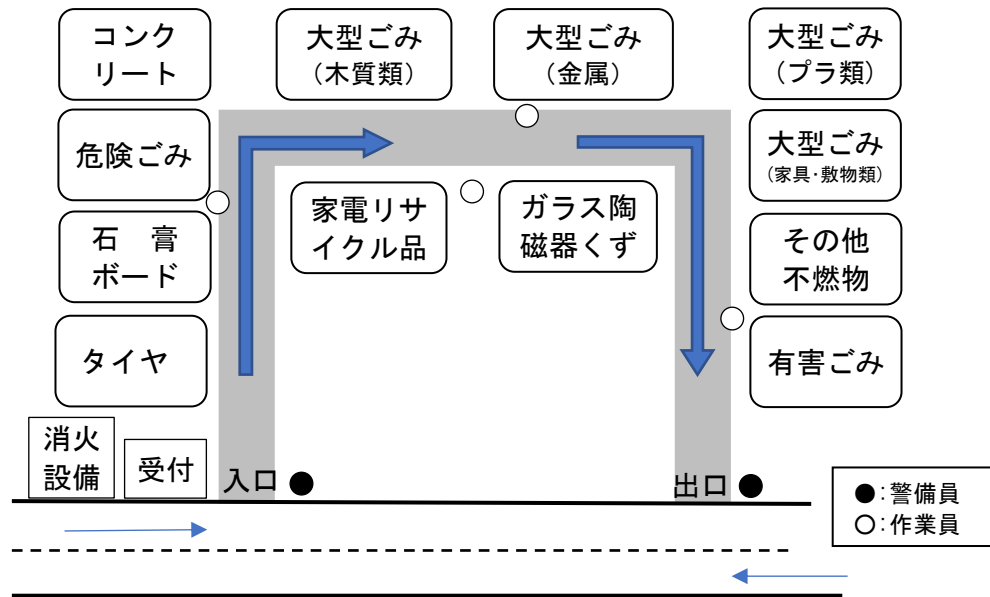 コンク
リート
大型ごみ
（木質類）
大型ごみ
（金属）
大型ごみ
（プラ類）
危険ごみ
大型ごみ
（家具・敷物類）
家電リサ
イクル品
ガラス陶
磁器くず
石　膏
ボード
その他
不燃物
タイヤ
有害ごみ
消火
設備
受付
入口
出口
●：警備員
○：作業員